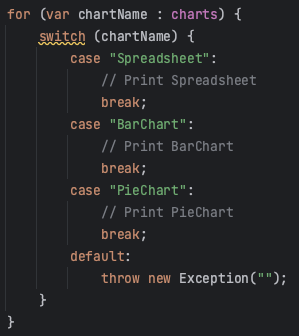 for (var chartName : charts) {
    switch (chartName) {
        case "Spreadsheet":
            // Print Spreadsheet
            break;
        case "BarChart":
            // Print BarChart
            break;
        case "PieChart":
            // Print PieChart
            break;
        default:
            throw new Exception("");
    }
}